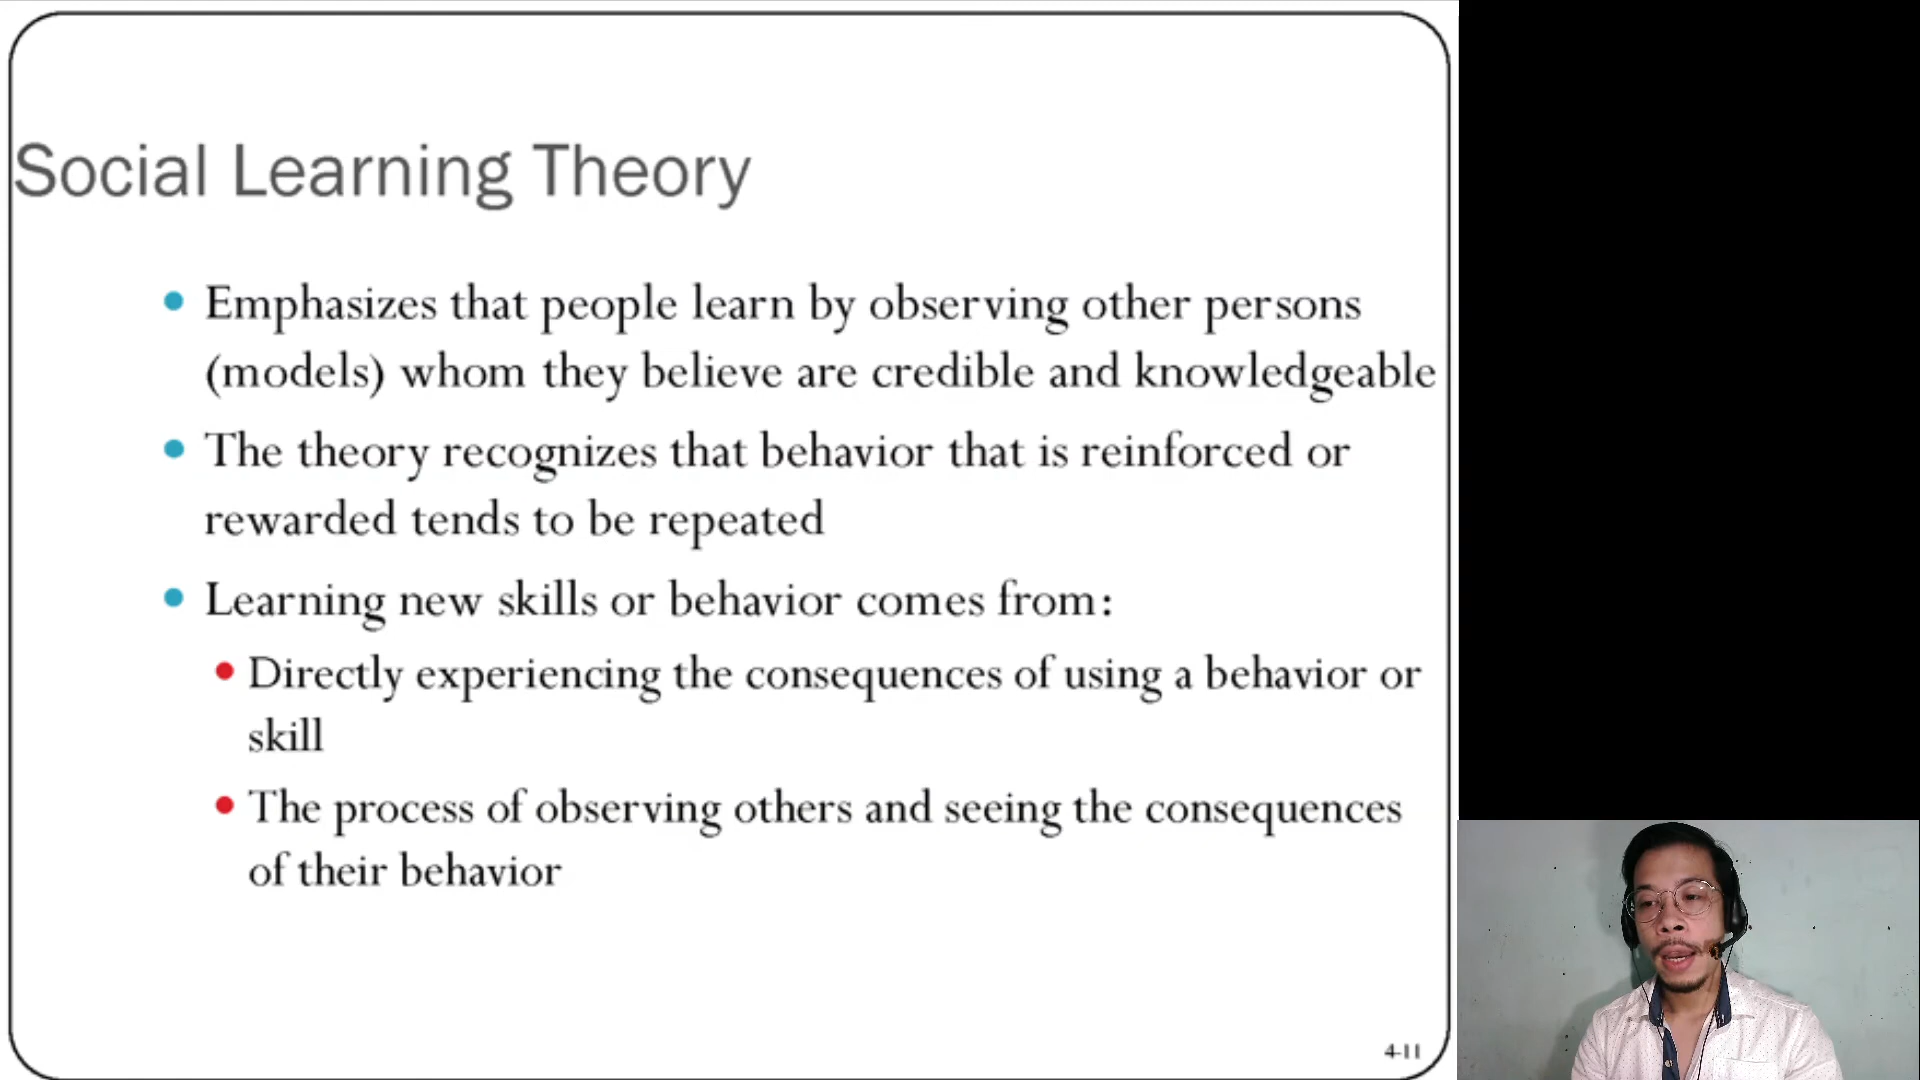 Social Learning Theory
• Emphasizes that people learn by observing other persons
(models) whom they believe are credible and knowledgeable
• The theory recognizes that behavior that is reinforced or
rewarded tends to be repeated
• Learning new skills or behavior comes from:
• Directly experiencing the consequences of using a behavior or
skill
• The process of observing others and seeing the consequences
of their behavior
4-11